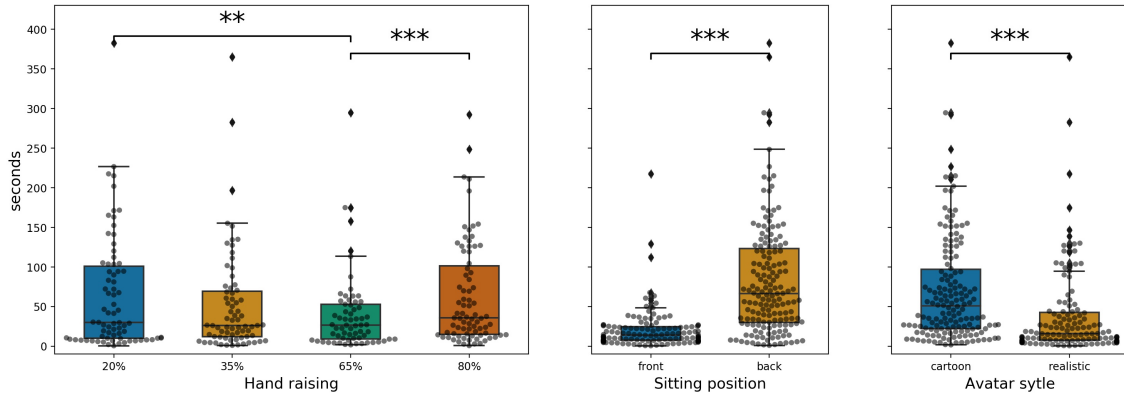 ** *** *** ***
400
350
300
250
200
150
100
50
0
seconds
20% 35% 65% 80%
Hand raising
front back
Sitting position
cartoon realistic
Avatar sytle